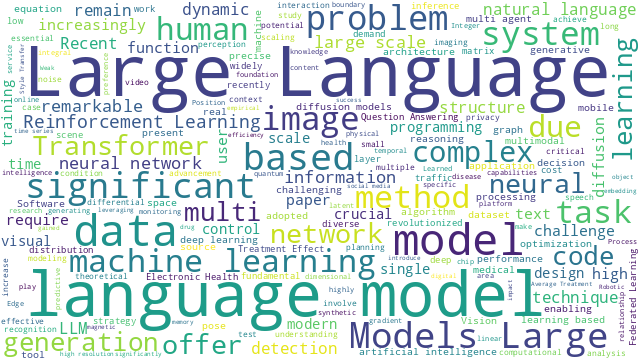 equation work interaction boundary inference Integer achieve
low remain dynamic problem natural language
essential increasingly human study system multi agent long
Recent function potential demand large scale scaling imaging generative
Large Language
service training online noise widely recently foundation knowledge content architecture matrix mobile learning
video precise perception machine preference
Style Transfer Weak integral
remarkable context diffusion models success structure
case Position Question Answering privacy
Reinforcement Learning real image empirical programming graph multimodal diffusion
Transformer user scale efficiency physical reasoning due
time series scene present health small temporal complex decision object
time neural network based layer Learned application cost
intelligence condition advancement quantum information multiple traffic disease capabilities neural speech embedding
significant challenging social media specific processing
Software differential space drug paper latent method platform task
require research generating leveraging monitoring multi adopted crucial algorithm dataset text
visual gained control diverse revolutionized challenge
data source deep learning network model optimization
distribution Treatment Effect planning introduce make Process
modeling machine learning single deep chip performance code
increase theoretical Electronic Health fundamental dimensional medical area design high
play predictive highly digital Average Treatment Robotic
Edge language model involve impact technique
effective strategy magnetic memory synthetic gradient Vision learning based enabling relationship Federated Learning
recognition LLM pose modern linear
generation offer test understanding Models Large
tool high resolution significantly detection artificial intelligence computational analysis